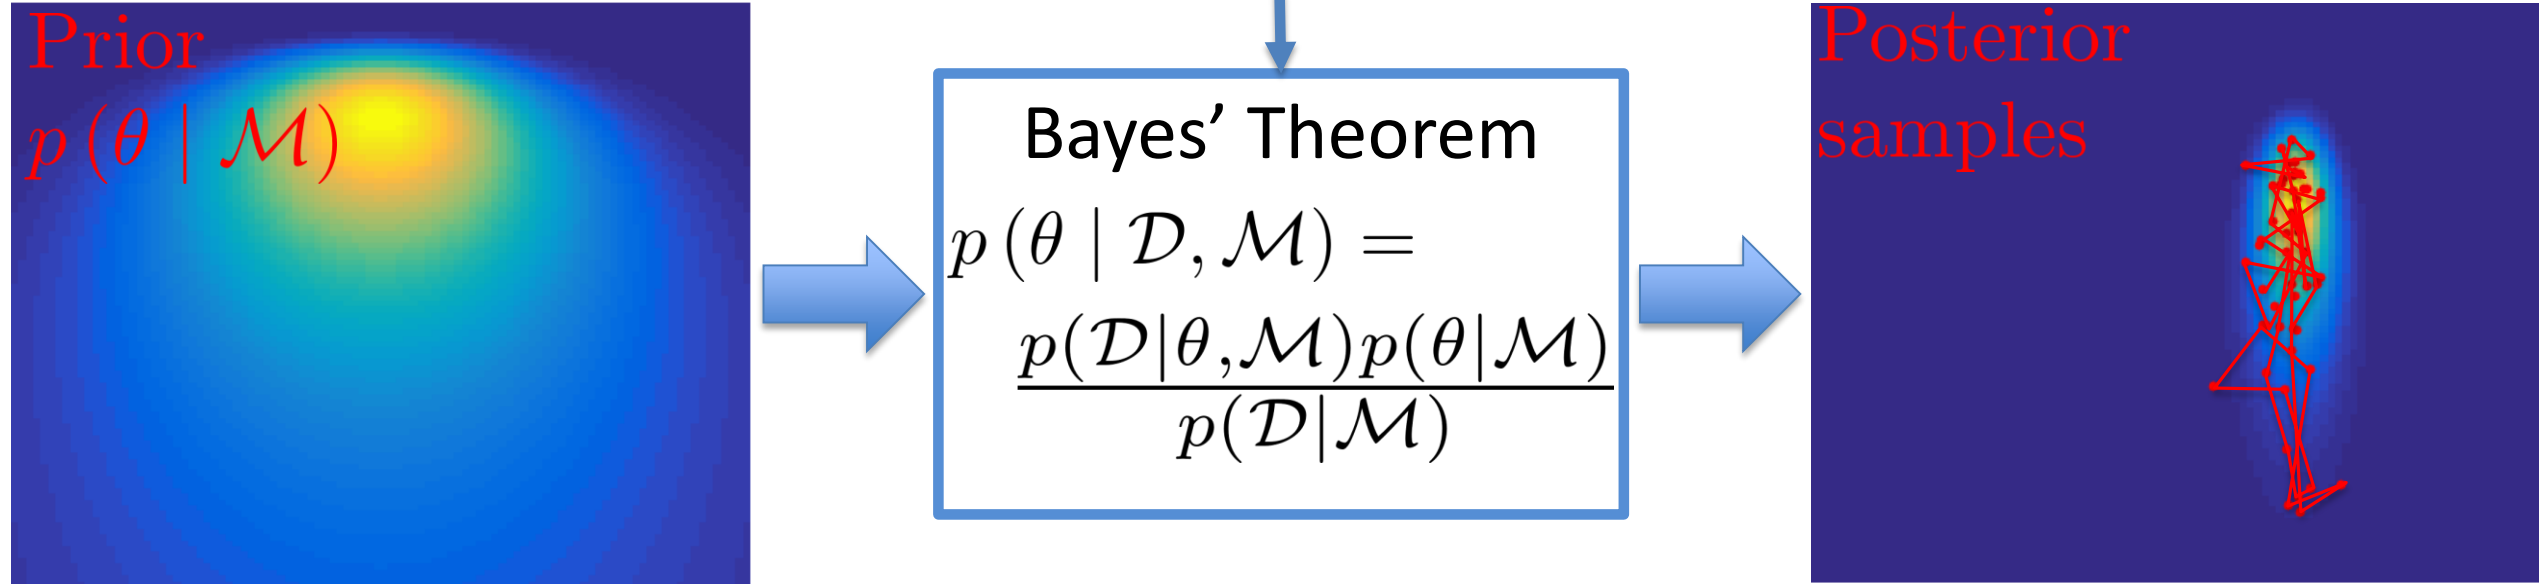 Prior
p (θ | ℳ)
Bayes’ Theorem
p (θ | 𝒟, ℳ) =
p(𝒟|θ,ℳ)p(θ|ℳ)
p(𝒟|ℳ)
Posterior
samples